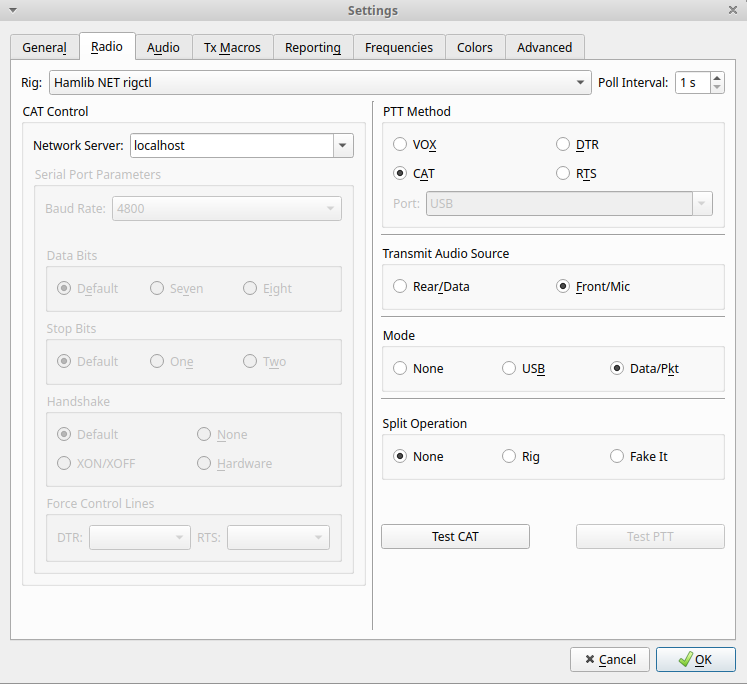 Settings
General Radio Audio Tx Macros Reporting Frequencies Colors Advanced
Rig: Hamlib NET rigctl Poll Interval: 1 s
CAT Control
Network Server: localhost
Serial Port Parameters
Baud Rate: 4800
Data Bits
Default Seven Eight
Stop Bits
Default One Two
Handshake
Default None
XON/XOFF Hardware
Force Control Lines
DTR: RTS:
PTT Method
VOX DTR
CAT RTS
Port: USB
Transmit Audio Source
Rear/Data Front/Mic
Mode
None USB Data/Pkt
Split Operation
None Rig Fake It
Test CAT Test PTT
Cancel OK